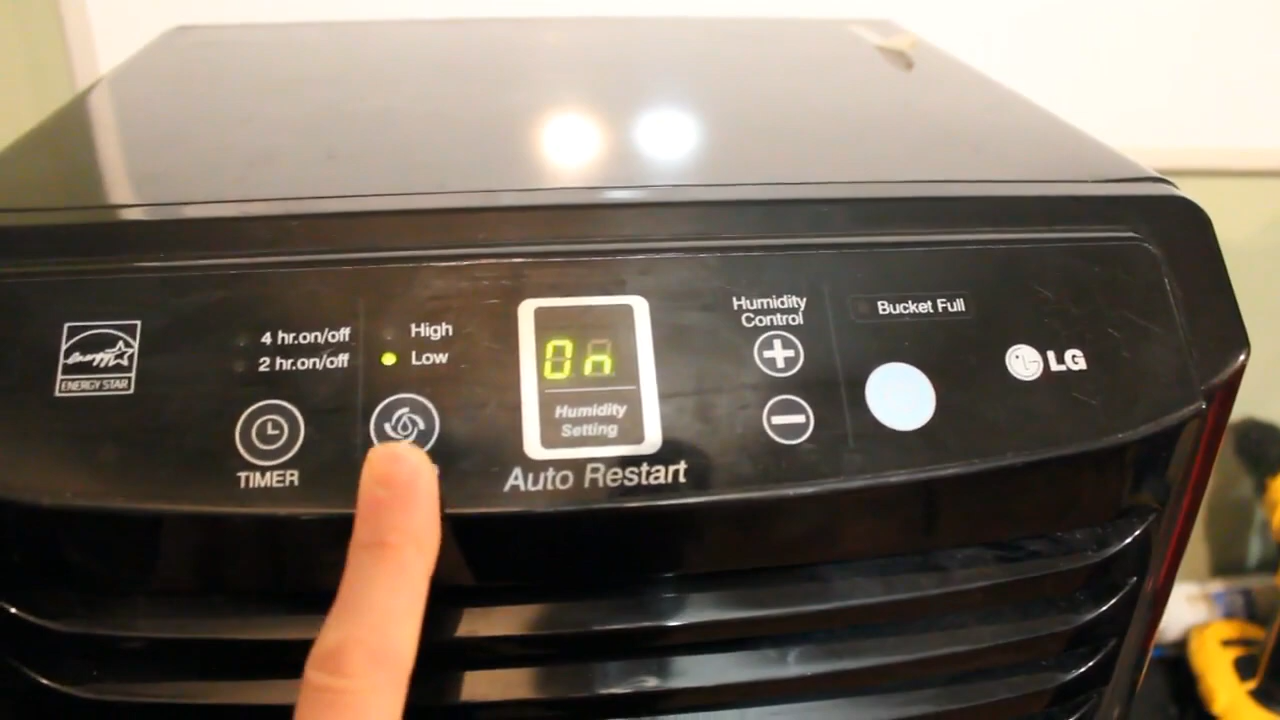 energy
ENERGY STAR
4 hr.on/off
2 hr.on/off
TIMER
High
Low
On
Humidity
Setting
Auto Restart
Humidity
Control
Bucket Full
LG